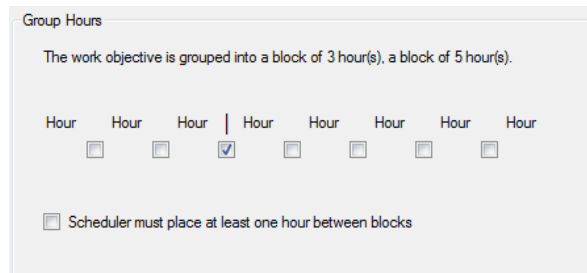 Group Hours
The work objective is grouped into a block of 3 hour(s), a block of 5 hour(s).
Hour Hour Hour | Hour Hour Hour Hour Hour
Scheduler must place at least one hour between blocks